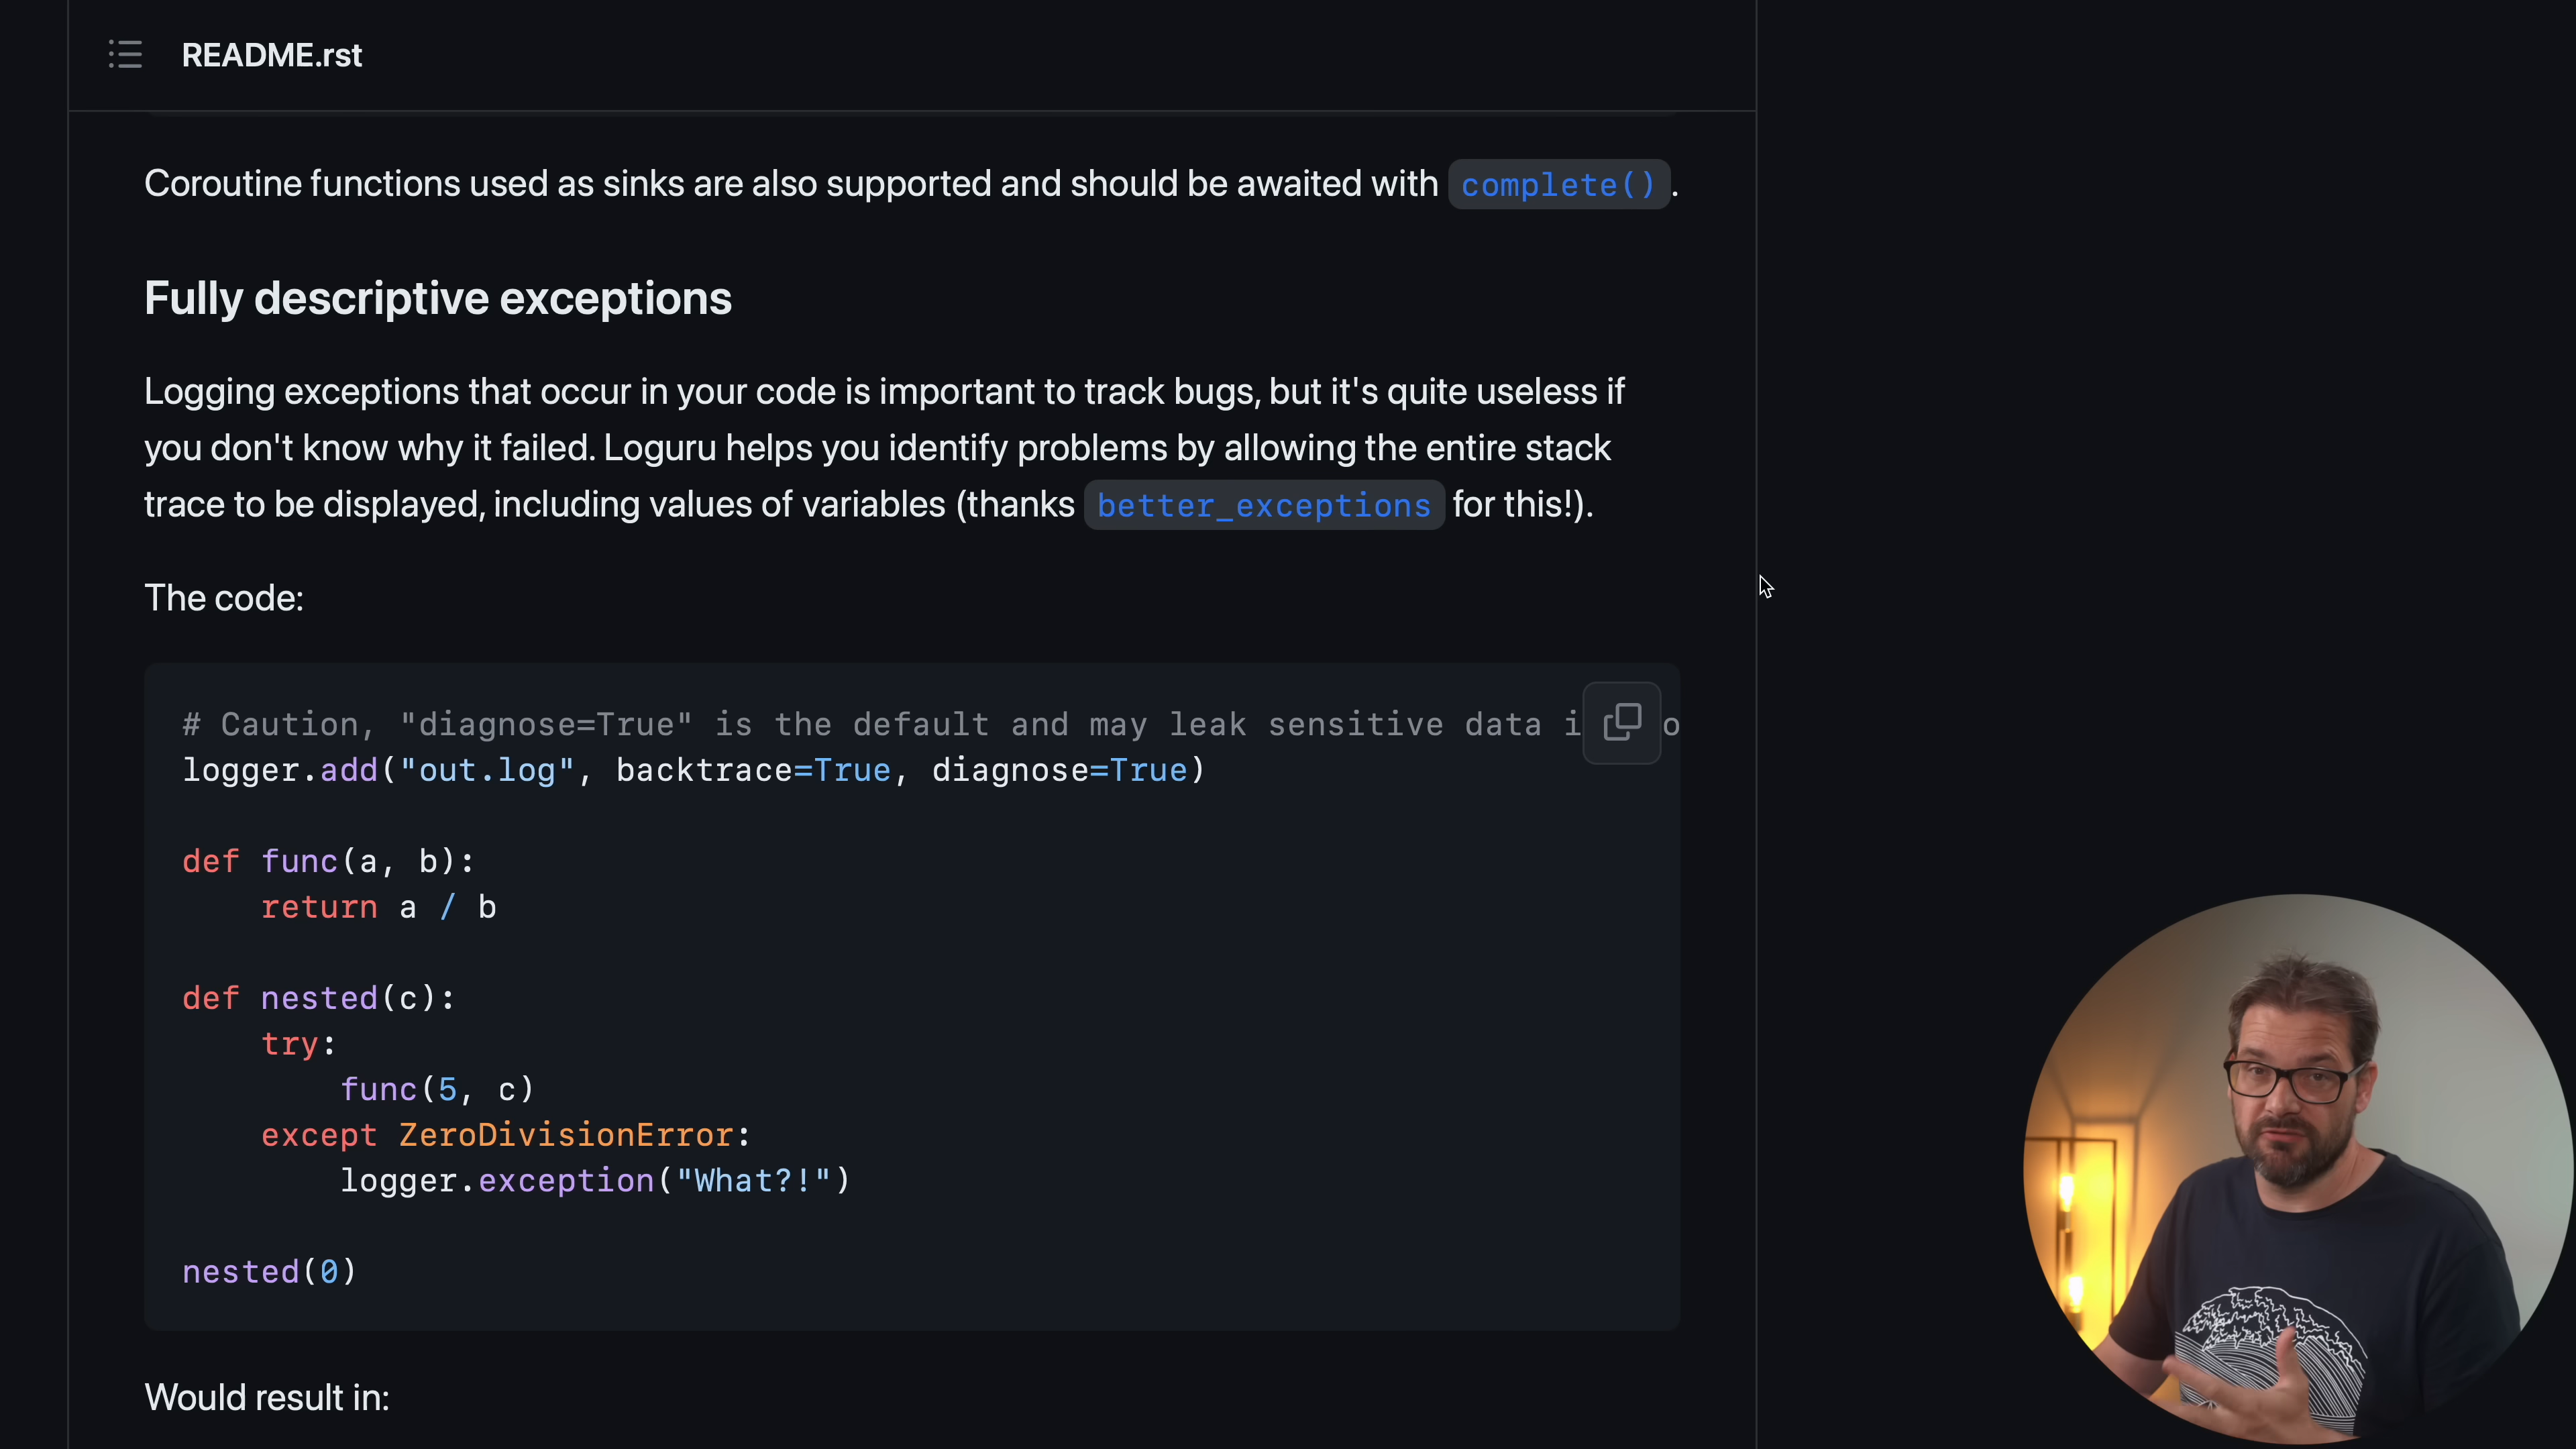 README.rst
Coroutine functions used as sinks are also supported and should be awaited with complete().
Fully descriptive exceptions
Logging exceptions that occur in your code is important to track bugs, but it's quite useless if
you don't know why it failed. Loguru helps you identify problems by allowing the entire stack
trace to be displayed, including values of variables (thanks better_exceptions for this!).
The code:
# Caution, "diagnose=True" is the default and may leak sensitive data
logger.add("out.log", backtrace=True, diagnose=True)
def func(a, b):
    return a / b
def nested(c):
    try:
        func(5, c)
    except ZeroDivisionError:
        logger.exception("What?!")
nested(0)
Would result in: